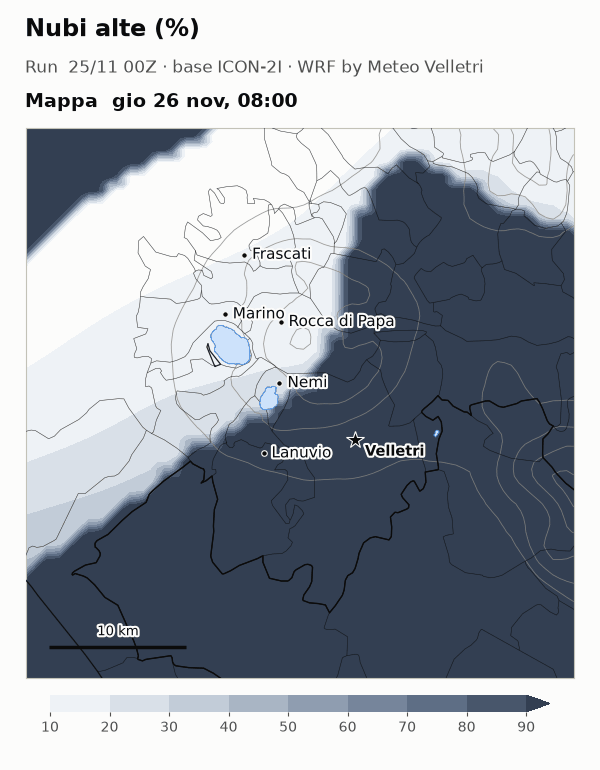 Nubi alte (%)
Run  25/11 00Z · base ICON-2I · WRF by Meteo Velletri
Mappa  gio 26 nov, 08:00
Frascati
Marino
Rocca di Papa
Nemi
Lanuvio
Velletri
10 km
10 20 30 40 50 60 70 80 90